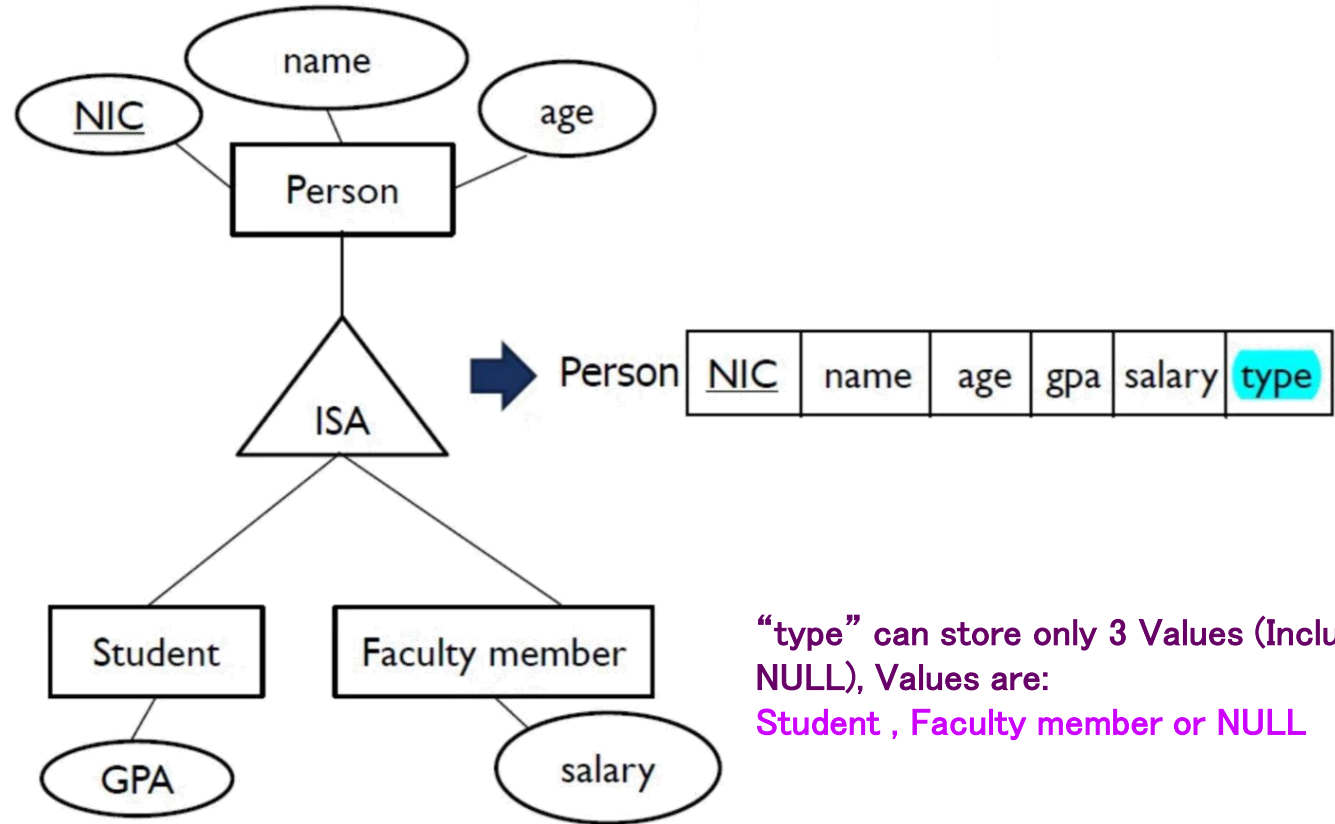 name
NIC
age
Person
ISA
Person NIC name age gpa salary type
Student
Faculty member
“type” can store only 3 Values (Inclu
NULL), Values are:
Student , Faculty member or NULL
GPA
salary